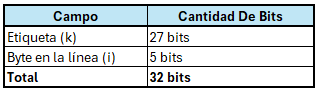 Campo Cantidad De Bits
Etiqueta (k) 27 bits
Byte en la línea (i) 5 bits
Total 32 bits